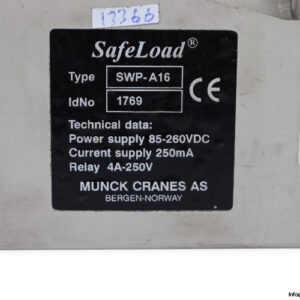 13366
SafeLoad®
Type SWP-A16
IdNo 1769
CE
Technical data:
Power supply 85-260VDC
Current supply 250mA
Relay 4A-250V
MUNCK CRANES AS
BERGEN-NORWAY